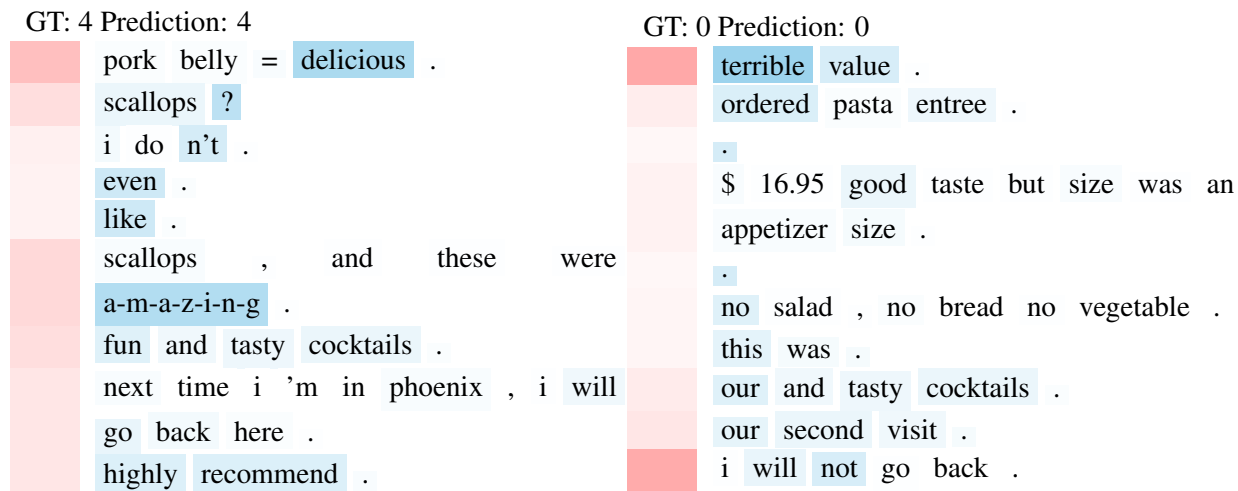 GT: 4 Prediction: 4
pork belly = delicious .
scallops ?
i do n't .
even .
like .
scallops , and these were
a-m-a-z-i-n-g .
fun and tasty cocktails .
next time i 'm in phoenix , i will
go back here .
highly recommend .
GT: 0 Prediction: 0
terrible value .
ordered pasta entree .
.
$ 16.95 good taste but size was an
appetizer size .
.
no salad , no bread no vegetable .
this was .
our and tasty cocktails .
our second visit .
i will not go back .